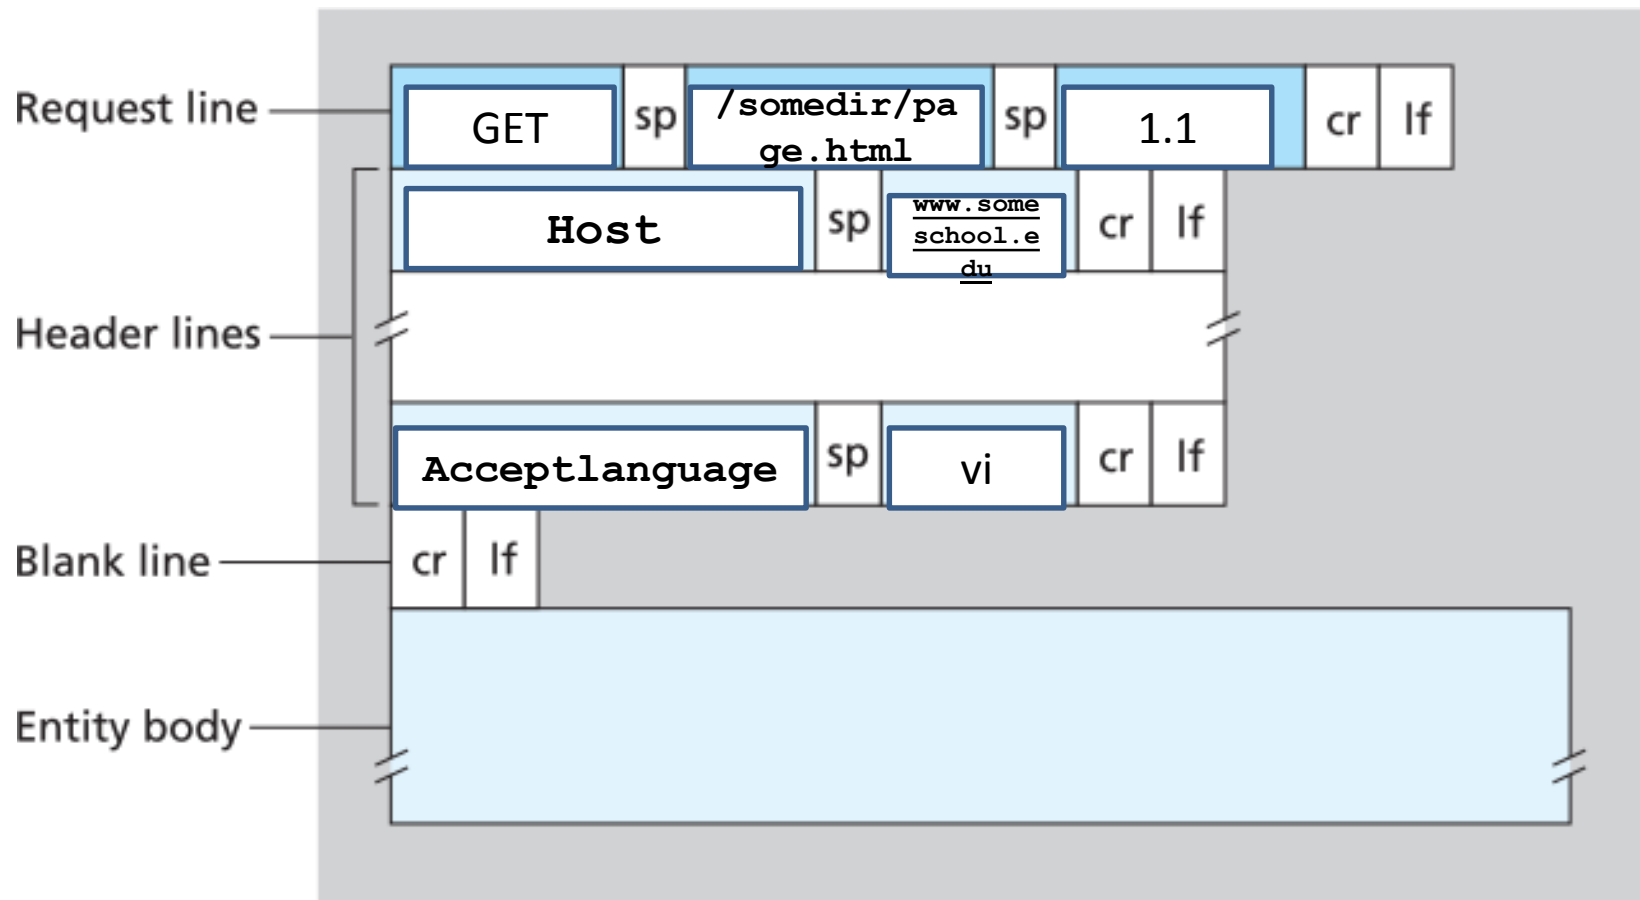 Request line
GET
sp
/somedir/pa
ge.html
sp
1.1
cr
lf
Header lines
Host
sp
www.some
school.e
du
cr
lf
Acceptlanguage
sp
vi
cr
lf
Blank line
cr
lf
Entity body